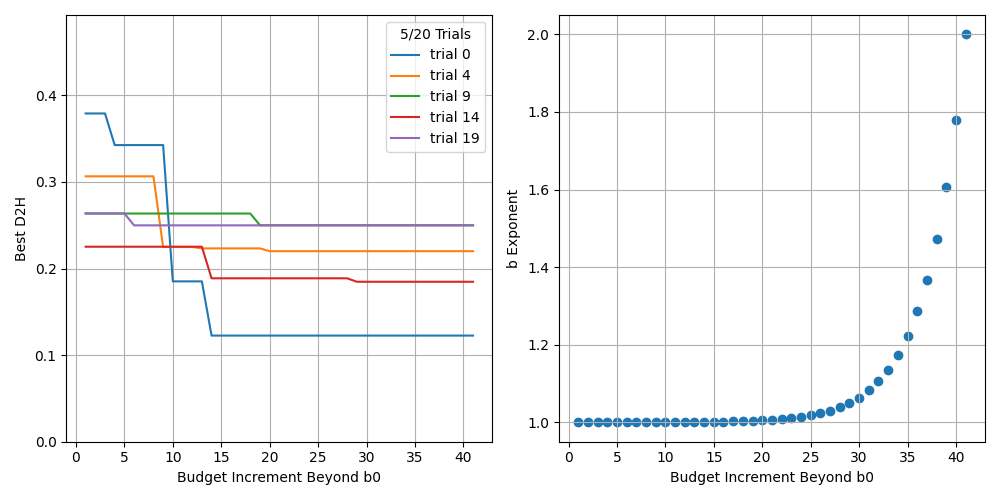 Best D2H
0.4
0.3
0.2
0.1
0.0
0 5 10 15 20 25 30 35 40
Budget Increment Beyond b0
5/20 Trials
trial 0
trial 4
trial 9
trial 14
trial 19
b Exponent
2.0
1.8
1.6
1.4
1.2
1.0
0 5 10 15 20 25 30 35 40
Budget Increment Beyond b0